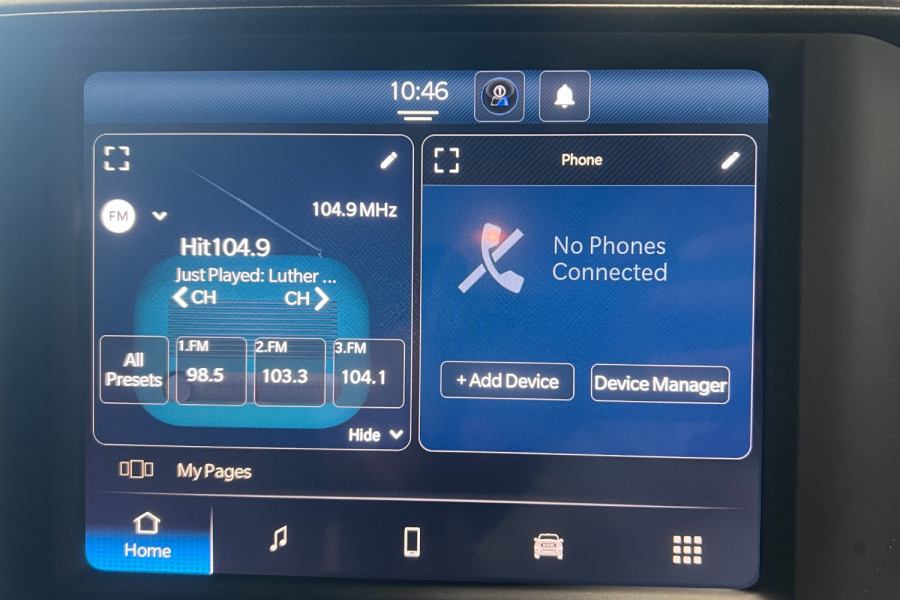 10:46
FM
104.9 MHz
Hit104.9
Just Played: Luther ...
CH
CH
All
Presets
1.FM
98.5
2.FM
103.3
3.FM
104.1
Hide
Phone
No Phones
Connected
+ Add Device
Device Manager
My Pages
Home